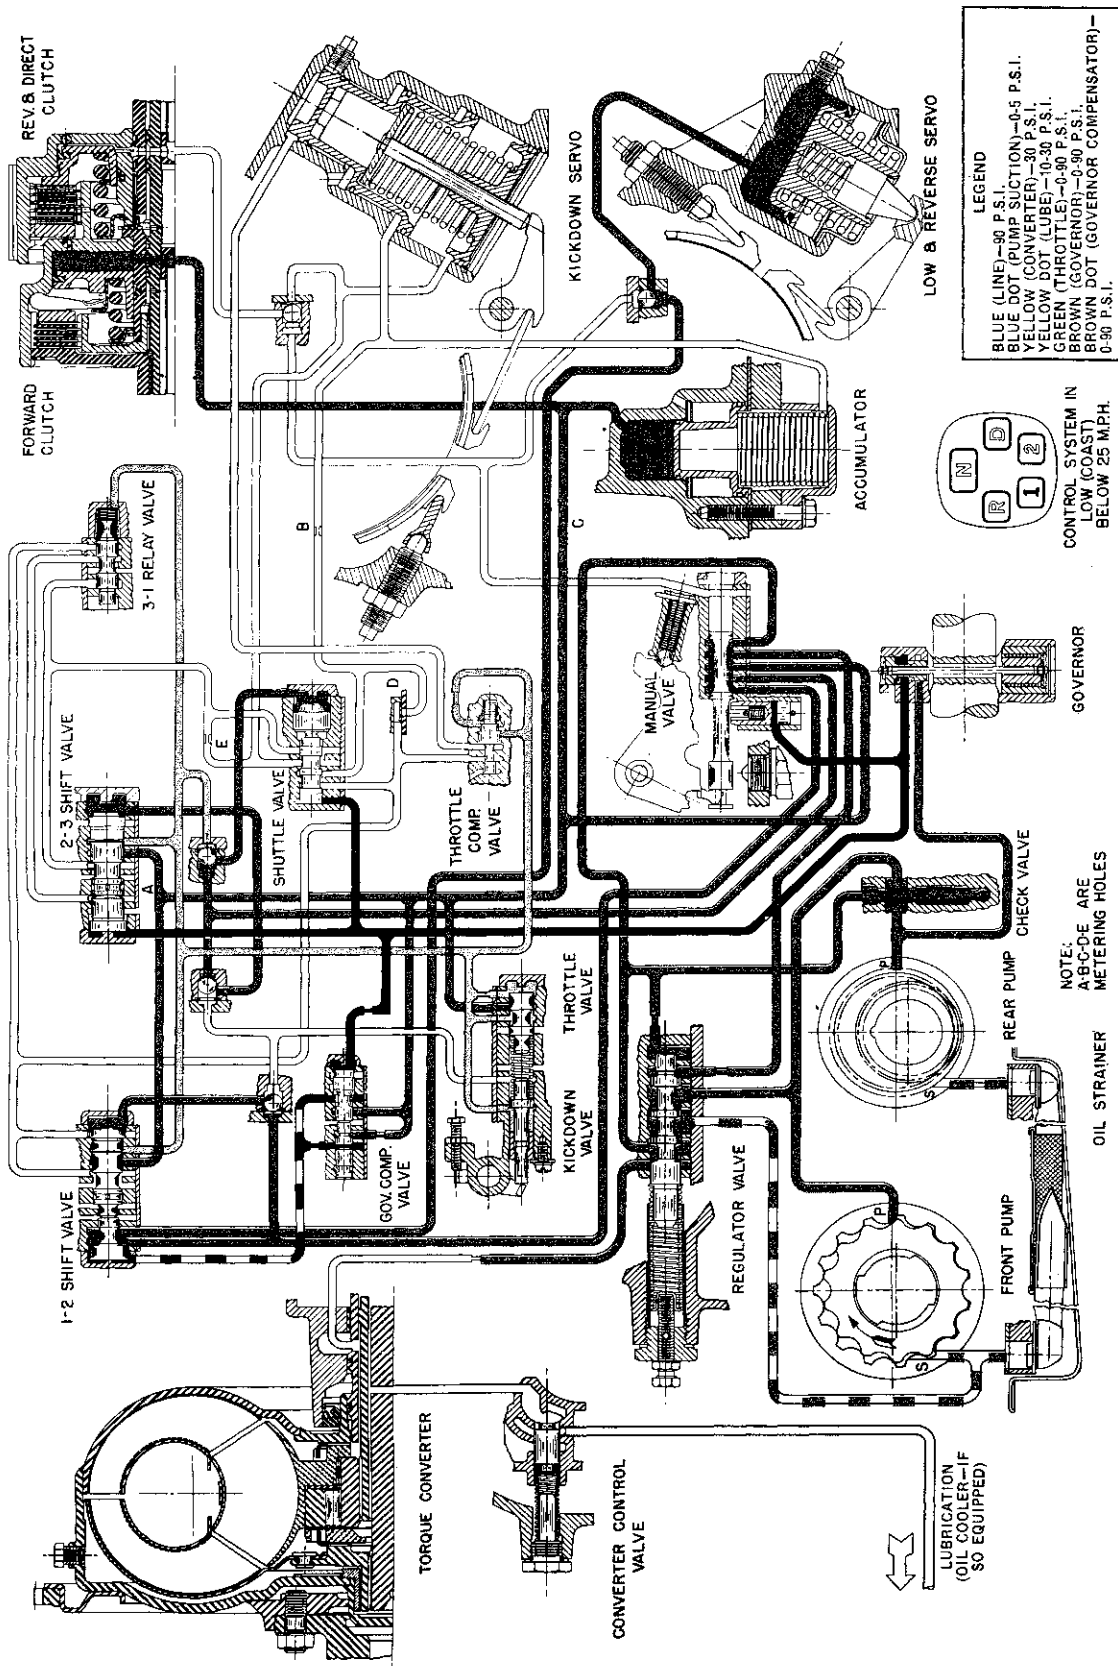 REV. & DIRECT
CLUTCH
FORWARD
CLUTCH
3-1 RELAY VALVE
2-3 SHIFT VALVE
1-2 SHIFT VALVE
A
B
C
D
E
SHUTTLE VALVE
THROTTLE
COMP.
VALVE
GOV. COMP.
VALVE
KICKDOWN
VALVE
THROTTLE
VALVE
TORQUE CONVERTER
CONVERTER CONTROL
VALVE
REGULATOR VALVE
MANUAL
VALVE
KICKDOWN SERVO
LOW & REVERSE SERVO
ACCUMULATOR
GOVERNOR
CHECK VALVE
REAR PUMP
P
S
FRONT PUMP
P
S
OIL STRAINER
LUBRICATION
(OIL COOLER—IF
SO EQUIPPED)
NOTE:
A-B-C-D-E ARE
METERING HOLES
R
N
D
1
2
CONTROL SYSTEM IN
LOW (COAST)
BELOW 25 M.P.H.
LEGEND
BLUE (LINE)—90 P.S.I.
BLUE DOT (PUMP SUCTION)—0-5 P.S.I.
YELLOW (CONVERTER)—30 P.S.I.
YELLOW DOT (LUBE)—10-30 P.S.I.
GREEN (THROTTLE)—0-90 P.S.I.
BROWN (GOVERNOR)—0-90 P.S.I.
BROWN DOT (GOVERNOR COMPENSATOR)—
0-90 P.S.I.